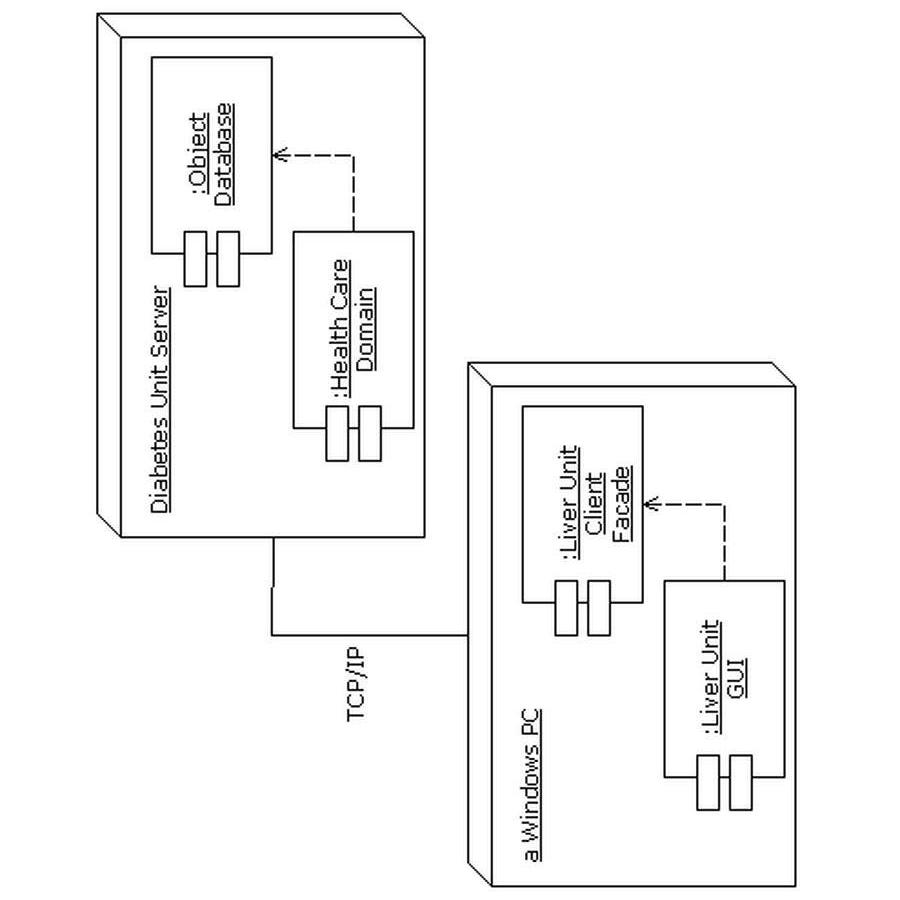 Diabetes Unit Server
:Object
Database
:Health Care
Domain
TCP/IP
a Windows PC
:Liver Unit
Client
Facade
:Liver Unit
GUI